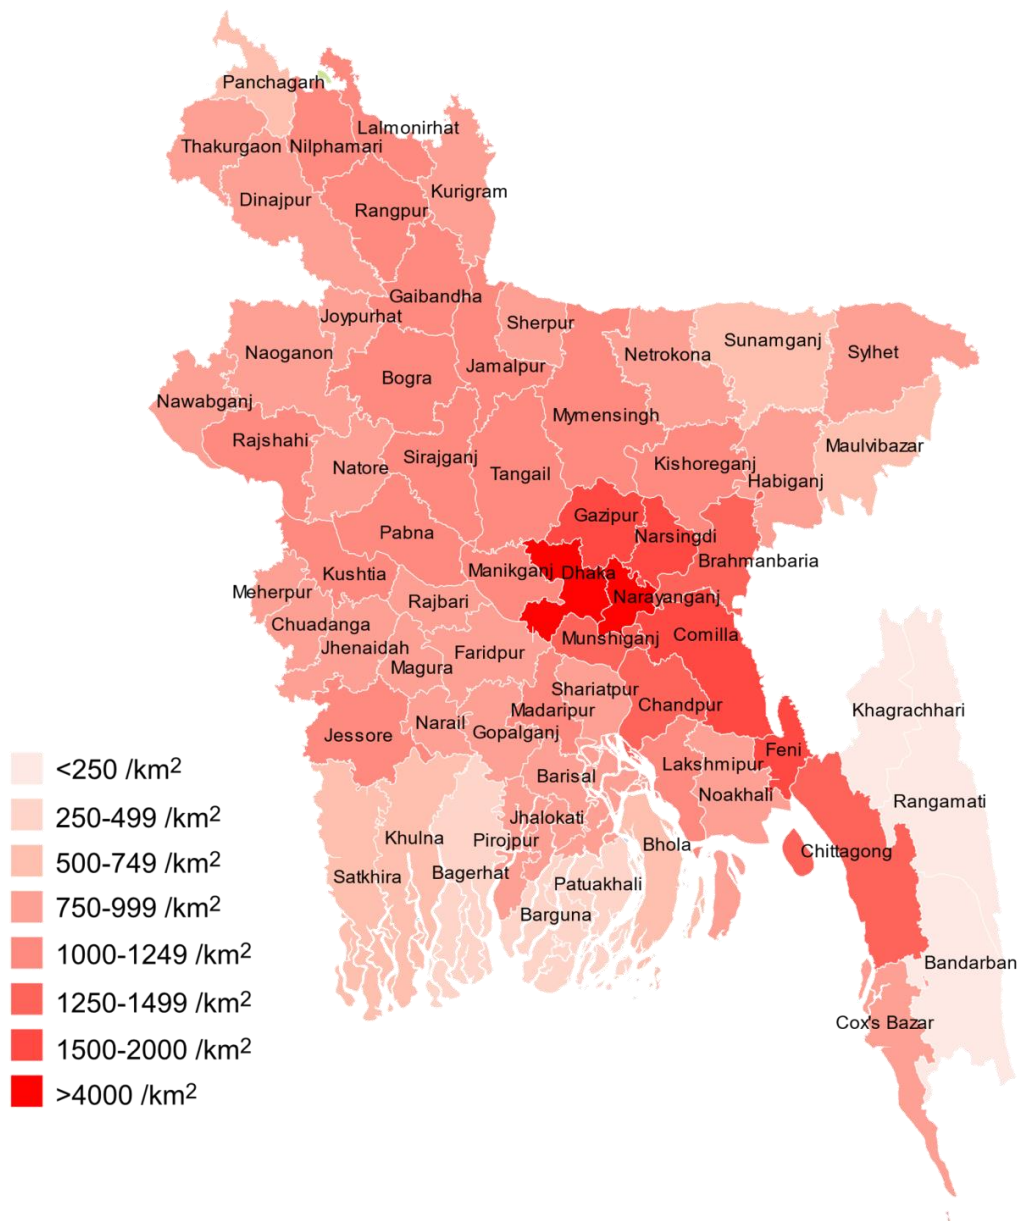 Panchagarh
Lalmonirhat
Thakurgaon
Nilphamari
Kurigram
Dinajpur
Rangpur
Gaibandha
Joypurhat
Sherpur
Sunamganj
Naoganon
Netrokona
Sylhet
Jamalpur
Bogra
Nawabganj
Mymensingh
Rajshahi
Maulvibazar
Sirajganj
Kishoreganj
Natore
Tangail
Habiganj
Gazipur
Pabna
Narsingdi
Brahmanbaria
Manikganj
Dhaka
Kushtia
Meherpur
Narayanganj
Rajbari
Chuadanga
Munshiganj
Comilla
Jhenaidah
Faridpur
Magura
Shariatpur
Chandpur
Madaripur
Khagrachhari
Narail
Gopalganj
Jessore
Feni
Lakshmipur
Barisal
Noakhali
Rangamati
Jhalokati
Khulna
Pirojpur
Bhola
Chittagong
Bagerhat
Satkhira
Patuakhali
Barguna
Bandarban
Cox's Bazar
<250 /km2
250-499 /km2
500-749 /km2
750-999 /km2
1000-1249 /km2
1250-1499 /km2
1500-2000 /km2
>4000 /km2